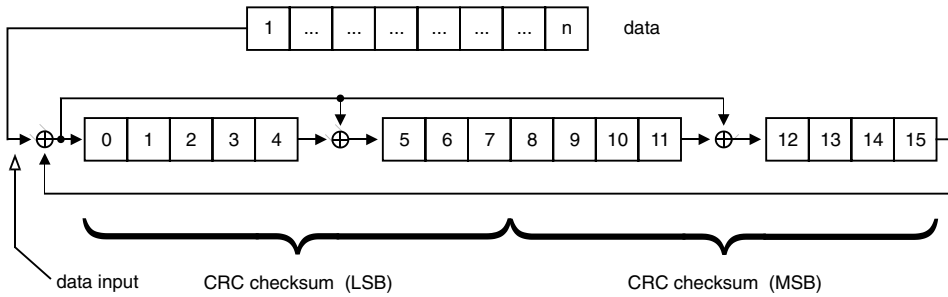 1 ... ... ... ... ... n data
0 1 2 3 4 5 6 7 8 9 10 11 12 13 14 15
data input CRC checksum (LSB) CRC checksum (MSB)